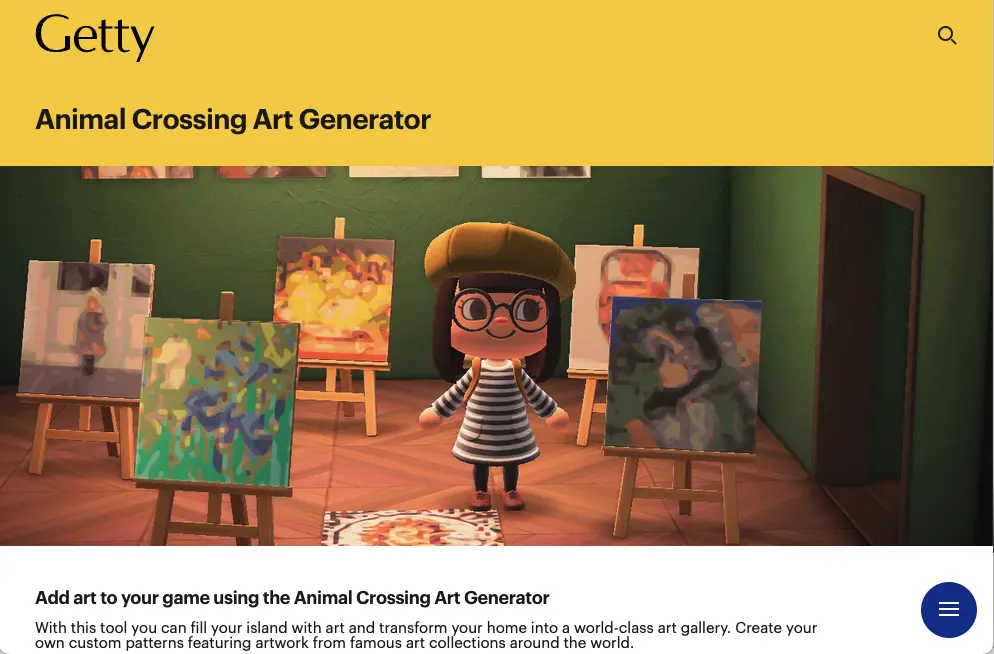 Getty
Animal Crossing Art Generator
Add art to your game using the Animal Crossing Art Generator
With this tool you can fill your island with art and transform your home into a world-class art gallery. Create your
own custom patterns featuring artwork from famous art collections around the world.